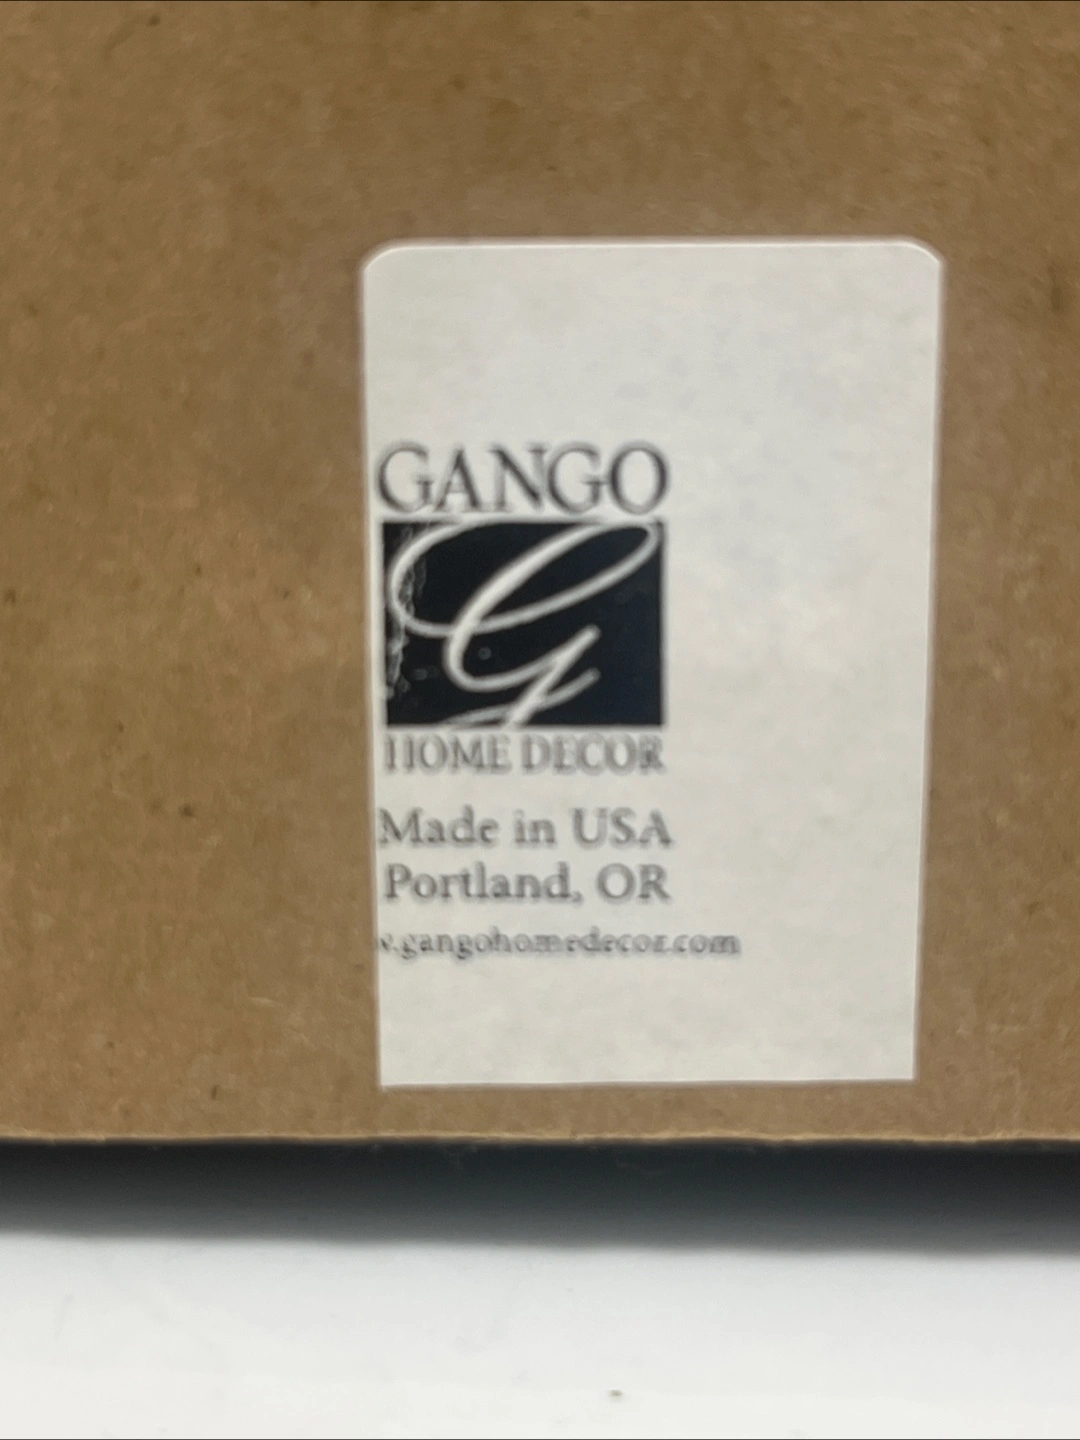 GANGO
G
HOME DECOR
Made in USA
Portland, OR
v.gangohomedecor.com